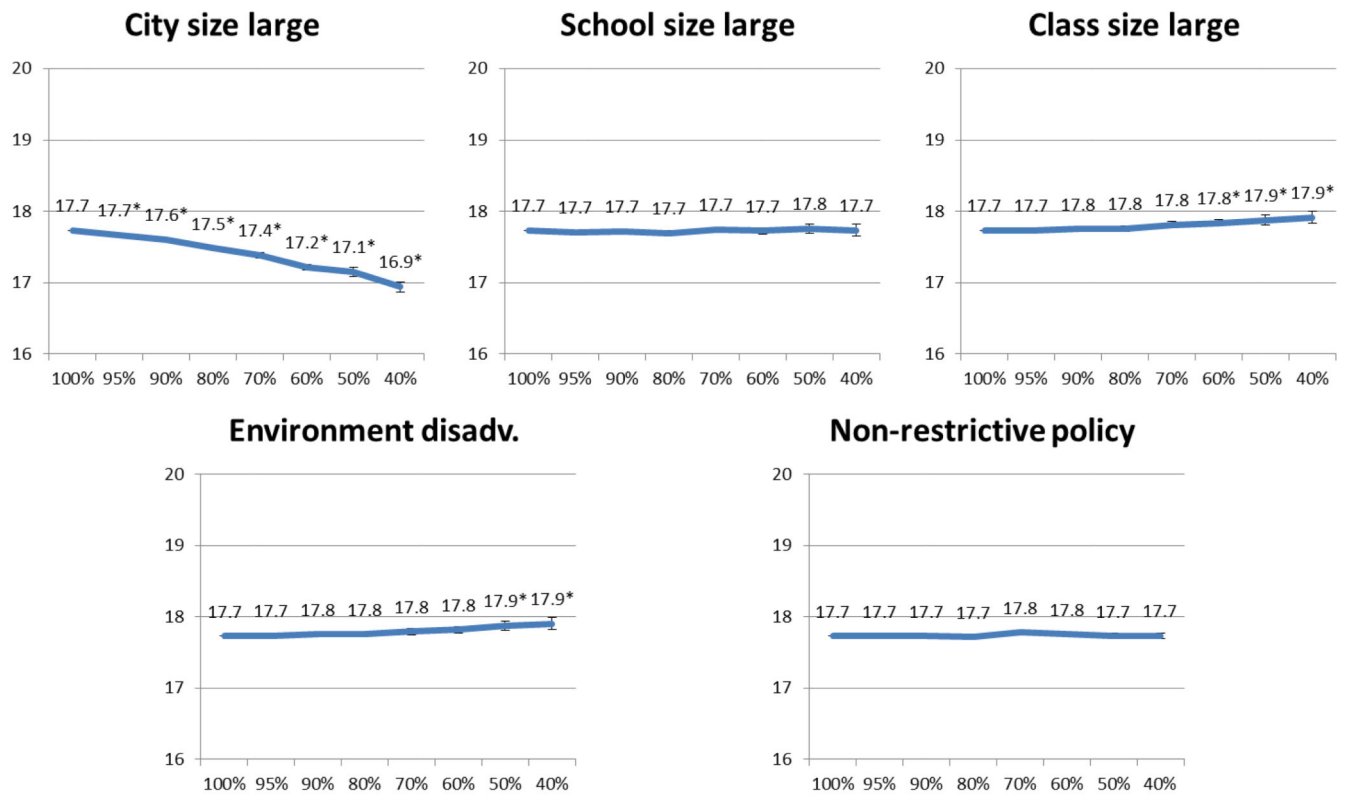 City size large
20
19
18
17
16
17.7 17.7* 17.6* 17.5* 17.4* 17.2* 17.1* 16.9*
100% 95% 90% 80% 70% 60% 50% 40%
School size large
20
19
18
17
16
17.7 17.7 17.7 17.7 17.7 17.7 17.8 17.7
100% 95% 90% 80% 70% 60% 50% 40%
Class size large
20
19
18
17
16
17.7 17.7 17.8 17.8 17.8 17.8* 17.9* 17.9*
100% 95% 90% 80% 70% 60% 50% 40%
Environment disadv.
20
19
18
17
16
17.7 17.7 17.8 17.8 17.8 17.8 17.9* 17.9*
100% 95% 90% 80% 70% 60% 50% 40%
Non-restrictive policy
20
19
18
17
16
17.7 17.7 17.7 17.7 17.8 17.8 17.7 17.7
100% 95% 90% 80% 70% 60% 50% 40%